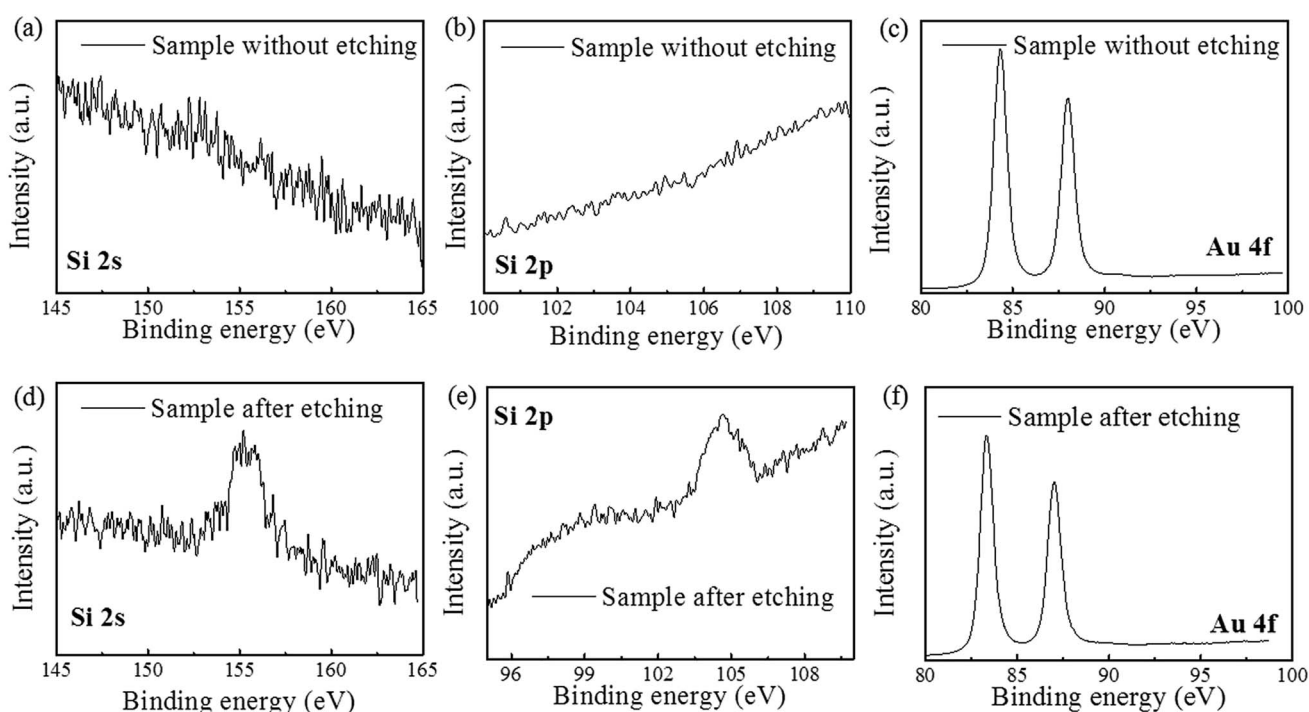 (a)
Sample without etching
Intensity (a.u.)
Si 2s
145 150 155 160 165
Binding energy (eV)
(b)
Sample without etching
Intensity (a.u.)
Si 2p
100 102 104 106 108 110
Binding energy (eV)
(c)
Sample without etching
Intensity (a.u.)
Au 4f
80 85 90 95 100
Binding energy (eV)
(d)
Sample after etching
Intensity (a.u.)
Si 2s
145 150 155 160 165
Binding energy (eV)
(e)
Si 2p
Intensity (a.u.)
Sample after etching
96 99 102 105 108
Binding energy (eV)
(f)
Sample after etching
Intensity (a.u.)
Au 4f
80 85 90 95 100
Binding energy (eV)